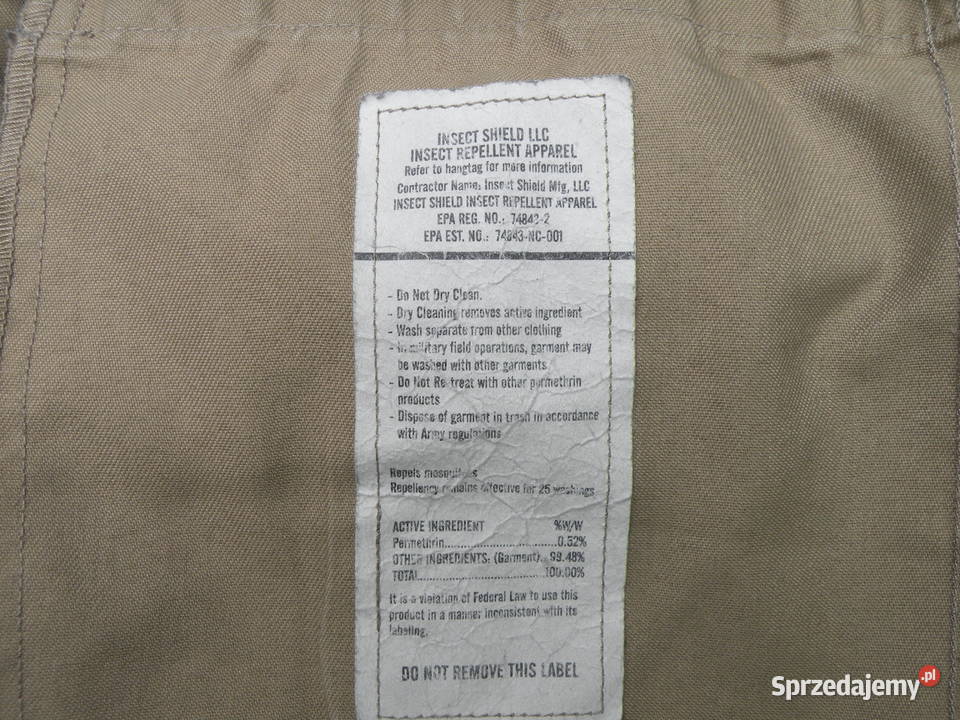 INSECT SHIELD LLC
INSECT REPELLENT APPAREL
Refer to hangtag for more information
Contractor Name: Insect Shield Mfg, LLC
INSECT SHIELD INSECT REPELLENT APPAREL
EPA REG. NO.: 74843-2
EPA EST. NO.: 74843-NC-001
- Do Not Dry Clean.
- Dry Cleaning removes active ingredient
- Wash separate from other clothing
- In military field operations, garment may
be washed with other garments
- Do Not Re-treat with other permethrin
products
- Dispose of garment in trash in accordance
with Army regulations
Repels mosquitoes
Repellency remains effective for 25 washings
ACTIVE INGREDIENT %W/W
Permethrin..............................0.52%
OTHER INGREDIENTS: (Garment).. 99.48%
TOTAL..............................100.00%
It is a violation of Federal Law to use this
product in a manner inconsistent with its
labeling.
DO NOT REMOVE THIS LABEL
Sprzedajemy.pl